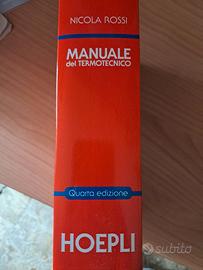 NICOLA ROSSI
MANUALE
del TERMOTECNICO
Quarta edizione
HOEPLI
subito